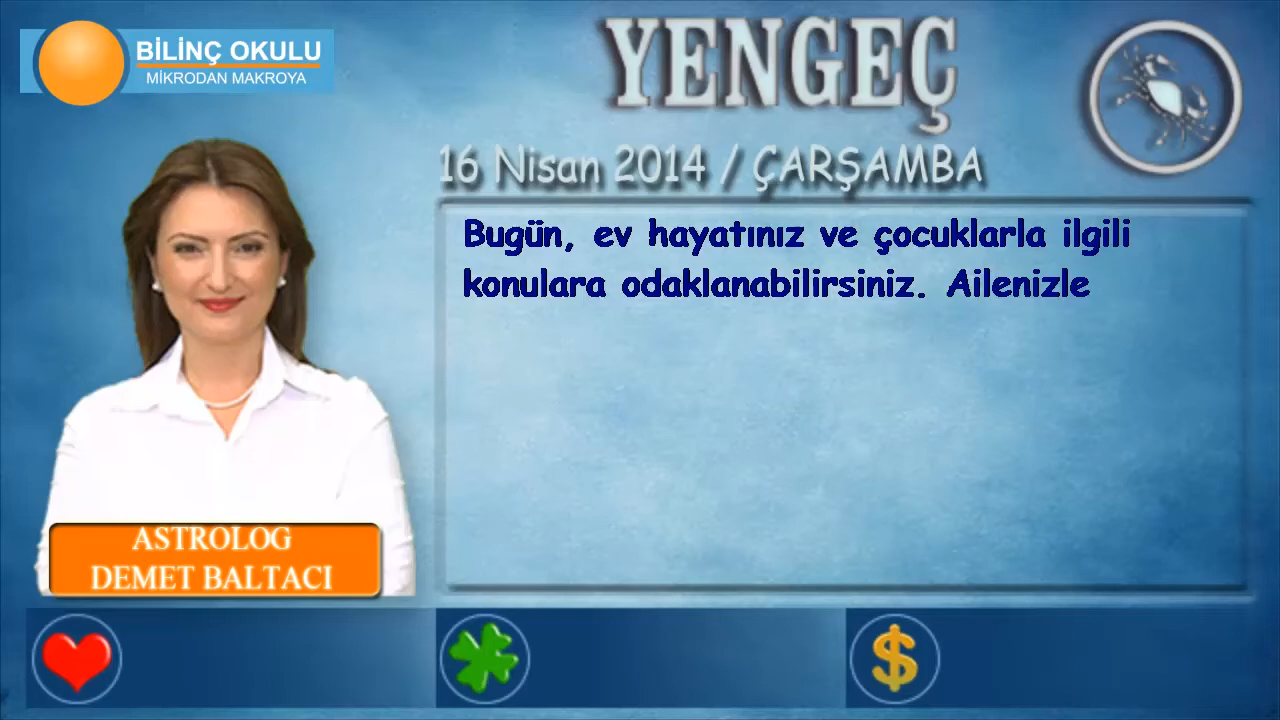 BİLİNÇ OKULU
MİKRODAN MAKROYA
YENGEÇ
16 Nisan 2014 / ÇARŞAMBA
Bugün, ev hayatınız ve çocuklarla ilgili
konulara odaklanabilirsiniz. Ailenizle
ASTROLOG
DEMET BALTACI
$